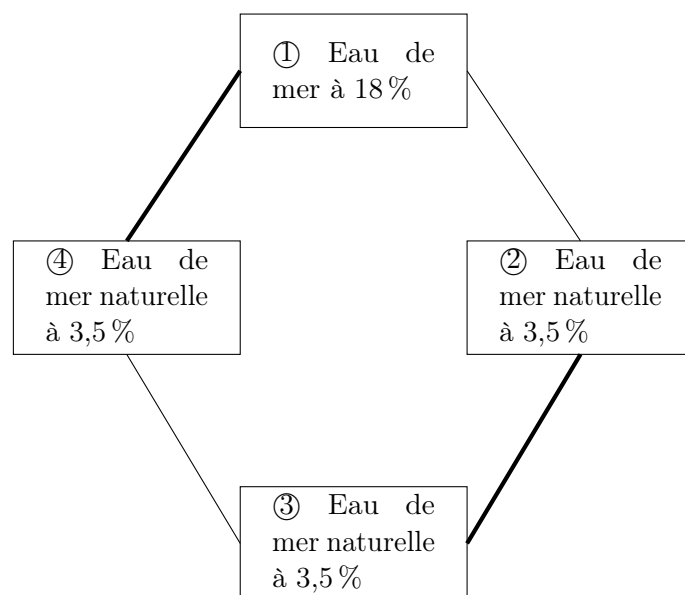 ① Eau de
mer à 18 %
④ Eau de
mer naturelle
à 3,5 %
② Eau de
mer naturelle
à 3,5 %
③ Eau de
mer naturelle
à 3,5 %